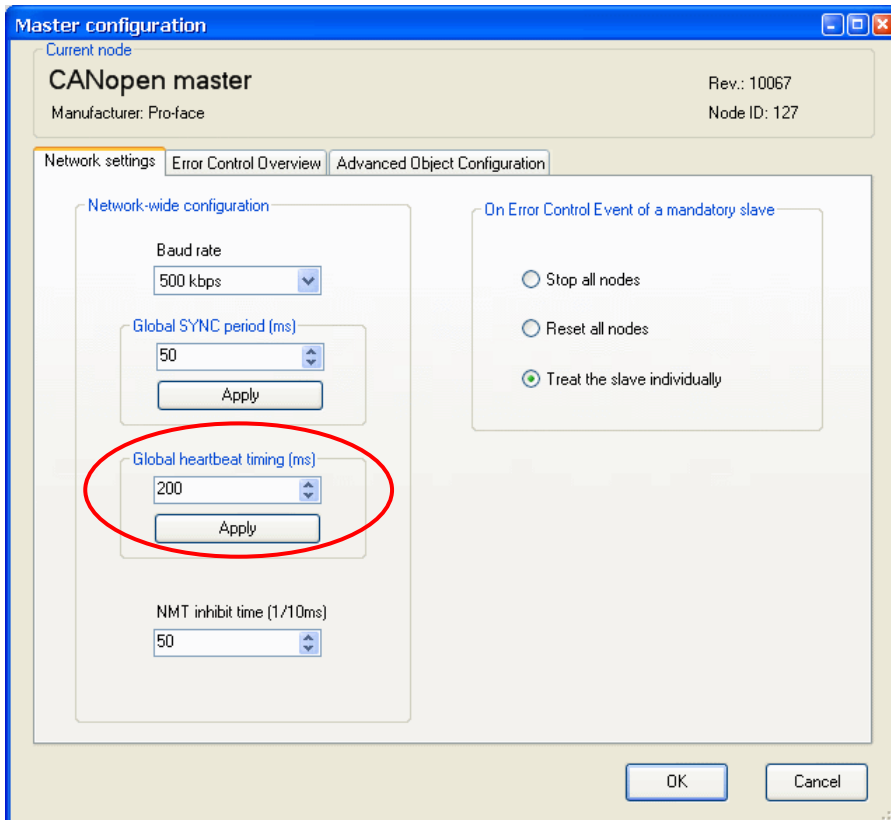 Master configuration
Current node
CANopen master
Rev.: 10067
Manufacturer: Pro-face
Node ID: 127
Network settings
Error Control Overview
Advanced Object Configuration
Network-wide configuration
Baud rate
500 kbps
Global SYNC period (ms)
50
Apply
Global heartbeat timing (ms)
200
Apply
NMT inhibit time (1/10ms)
50
On Error Control Event of a mandatory slave
Stop all nodes
Reset all nodes
Treat the slave individually
OK
Cancel